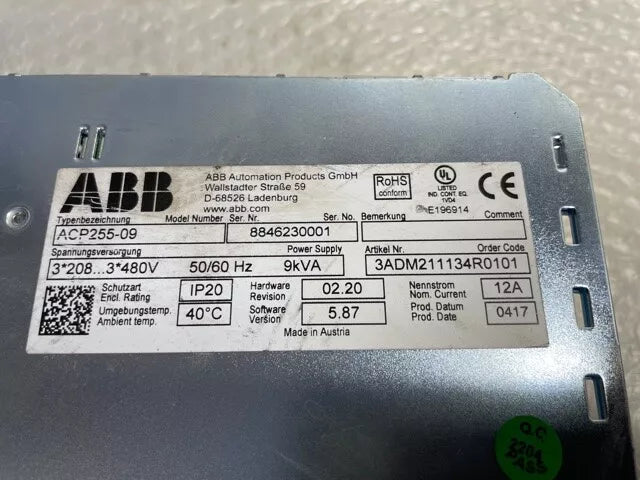 ABB
ABB Automation Products GmbH
Wallstadter Straße 59
D-68526 Ladenburg
www.abb.com
RoHS
conform
UL
LISTED
IND. CONT. EQ.
1VD4
E196914
CE
Typenbezeichnung Model Number Ser. Nr. Ser. No. Bemerkung Comment
ACP255-09 8846230001
Spannungsversorgung Power Supply Artikel Nr. Order Code
3*208...3*480V 50/60 Hz 9kVA 3ADM211134R0101
Schutzart
Encl. Rating
IP20
Hardware
Revision
02.20
Nennstrom
Nom. Current
12A
Umgebungstemp.
Ambient temp.
40°C
Software
Version
5.87
Prod. Datum
Prod. Date
0417
Made in Austria
Q.C
2204
PASS